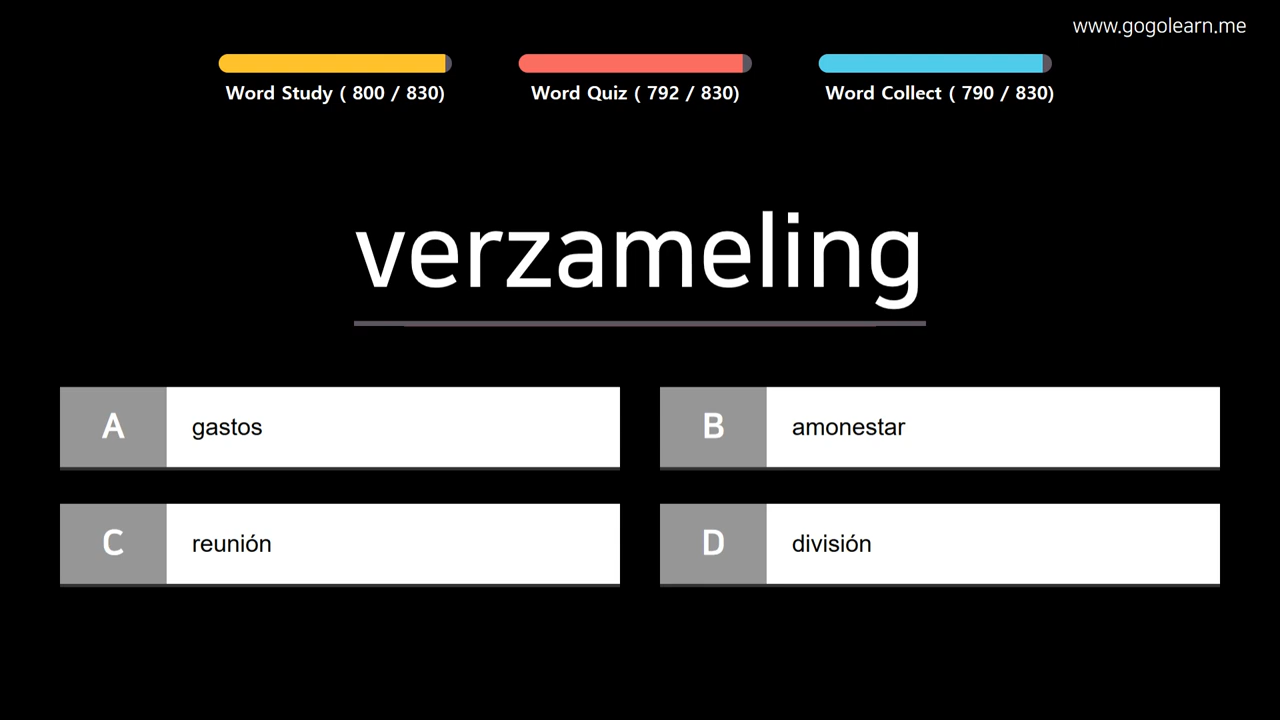 www.gogolearn.me
Word Study ( 800 / 830)
Word Quiz ( 792 / 830)
Word Collect ( 790 / 830)
verzameling
A gastos
B amonestar
C reunión
D división